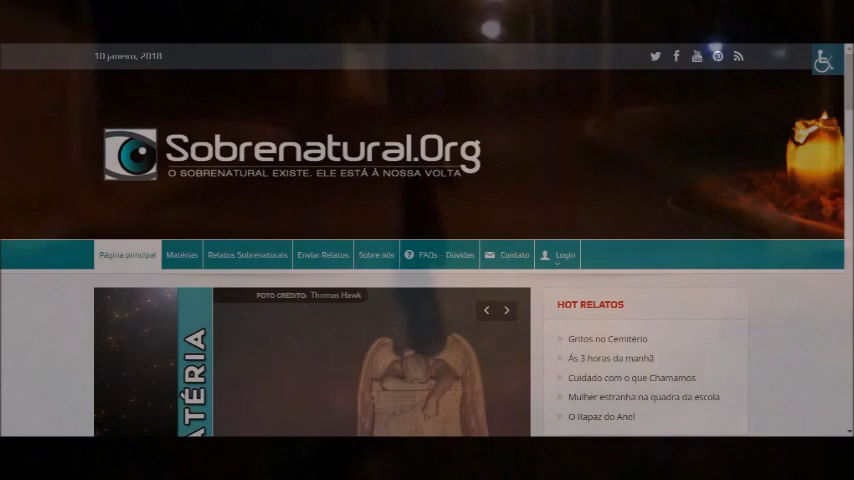 10 janeiro, 2018
Sobrenatural.Org
O SOBRENATURAL EXISTE. ELE ESTÁ À NOSSA VOLTA
Página principal
Matérias
Relatos Sobrenaturais
Enviar Relatos
Sobre nós
FAQs – Dúvidas
Contato
Login
FOTO CRÉDITO: Thomas Hawk
ATÉRIA
HOT RELATOS
Gritos no Cemitério
Ás 3 horas da manhã
Cuidado com o que Chamamos
Mulher estranha na quadra da escola
O Rapaz do Anel